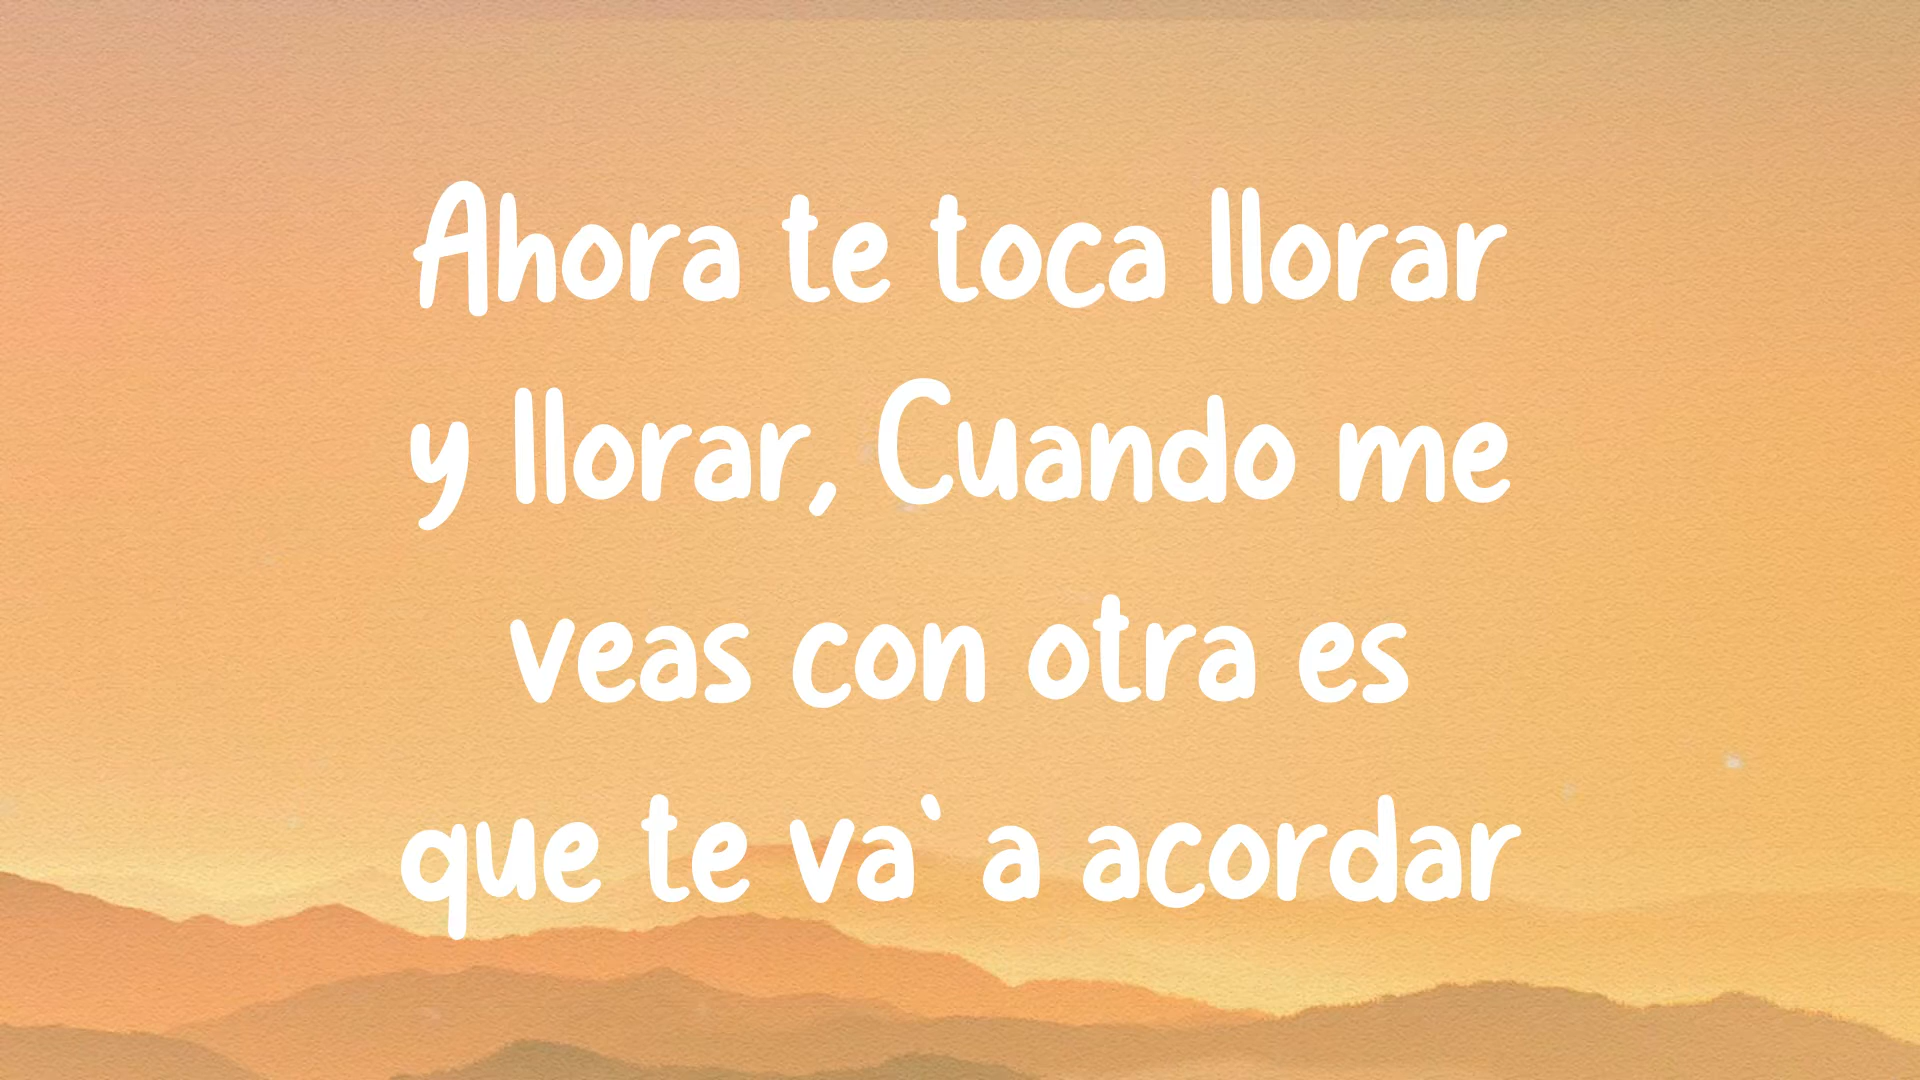 Ahora te toca llorar
y llorar, Cuando me
veas con otra es
que te va` a acordar